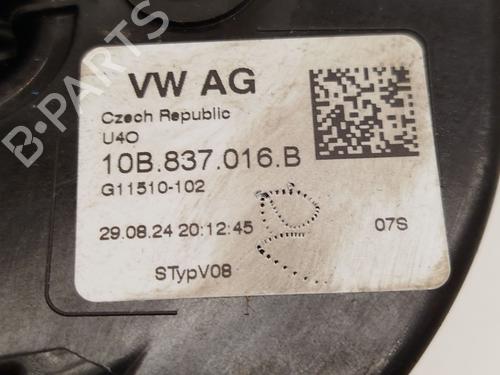 VW AG
Czech Republic
U4O
10B.837.016.B
G11510-102
29.08.24 20:12:45
07S
STypV08
B-PARTS